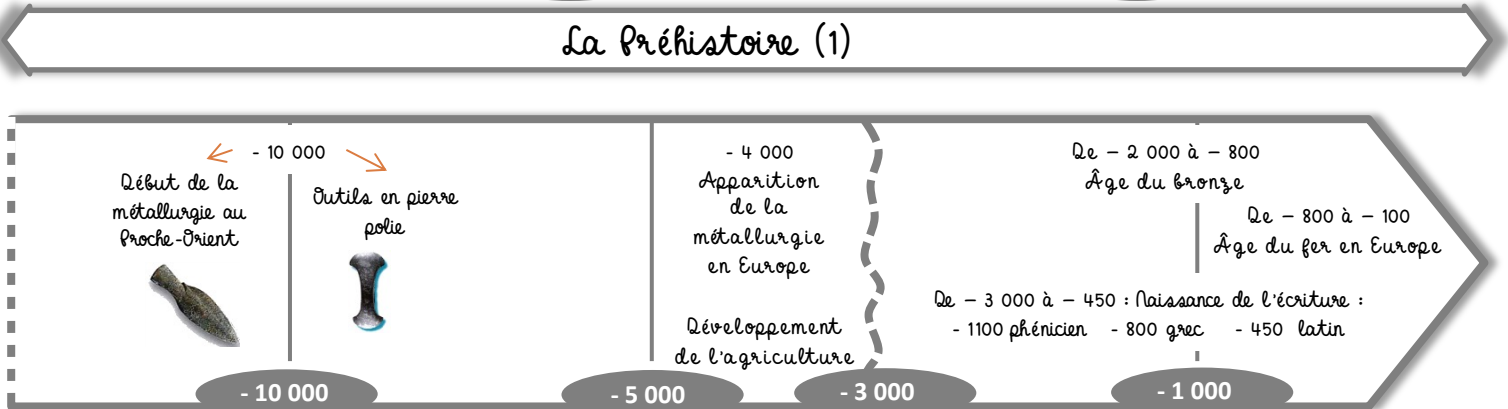 La Préhistoire (1)
- 10 000
Début de la
métallurgie au
Proche-Orient
Outils en pierre
polie
- 4 000
Apparition
de la
métallurgie
en Europe
Développement
de l'agriculture
De – 2 000 à – 800
Âge du bronze
De – 800 à – 100
Âge du fer en Europe
De – 3 000 à – 450 : Naissance de l'écriture :
- 1100 phénicien - 800 grec - 450 latin
- 10 000
- 5 000
- 3 000
- 1 000